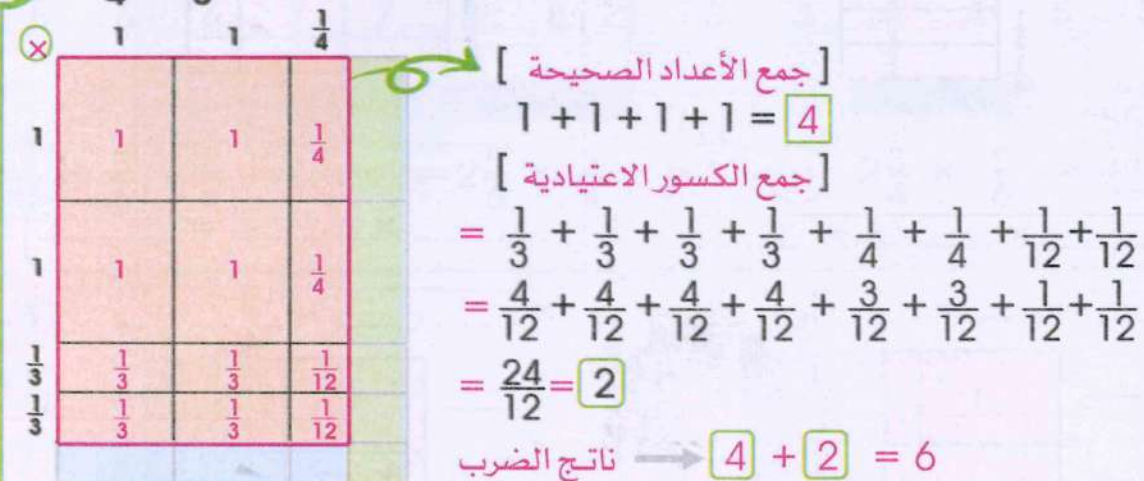 × 1 1 1/4
1 1 1 1/4
1 1 1 1/4
1/3 1/3 1/3 1/12
1/3 1/3 1/3 1/12
[جمع الأعداد الصحيحة]
1 + 1 + 1 + 1 = 4
[جمع الكسور الاعتيادية]
= 1/3 + 1/3 + 1/3 + 1/3 + 1/4 + 1/4 + 1/12 + 1/12
= 4/12 + 4/12 + 4/12 + 4/12 + 3/12 + 3/12 + 1/12 + 1/12
= 24/12 = 2
ناتج الضرب → 4 + 2 = 6